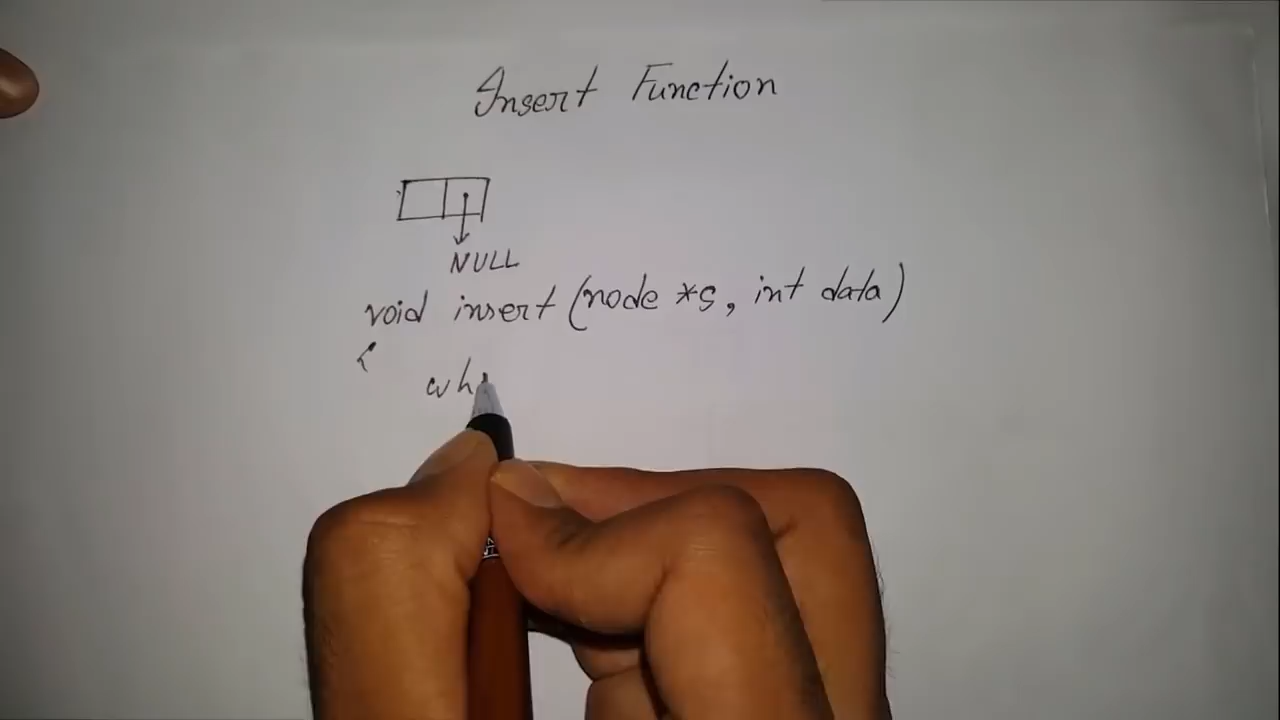 Insert Function
NULL
void insert (node *s, int data)
{
wh